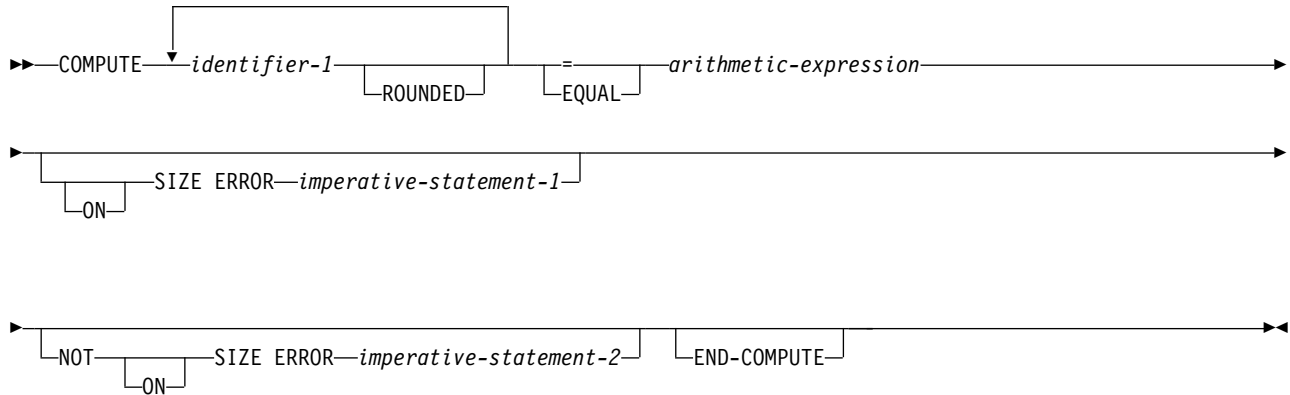 COMPUTE identifier-1 = arithmetic-expression
ROUNDED EQUAL
SIZE ERROR imperative-statement-1
ON
NOT SIZE ERROR imperative-statement-2 END-COMPUTE
ON